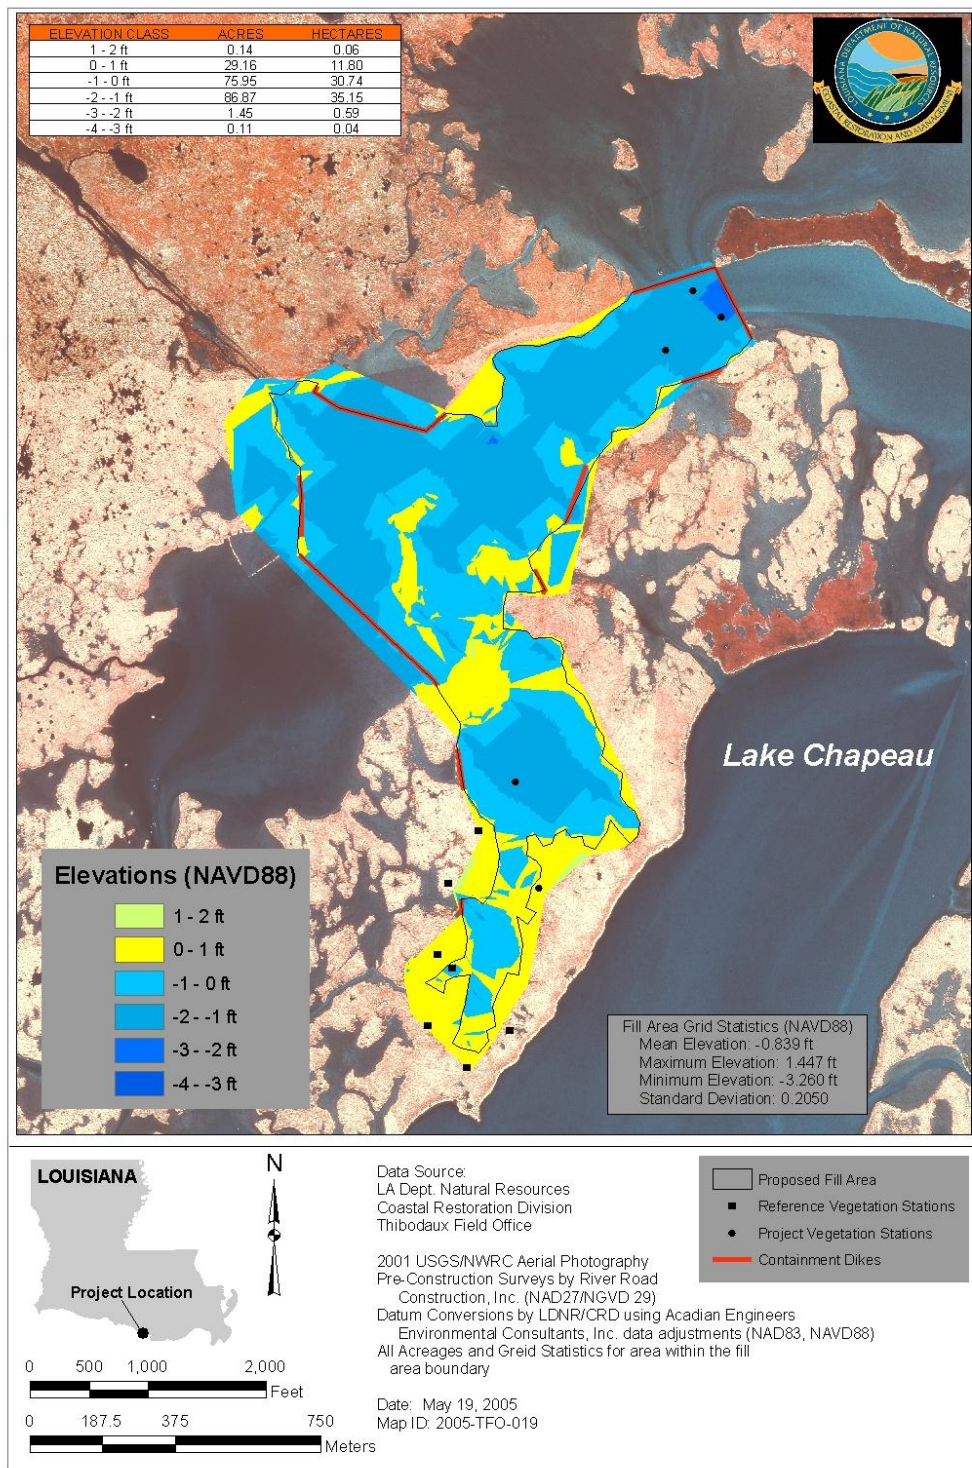 ELEVATION CLASS ACRES HECTARES
1 - 2 ft 0.14 0.06
0 - 1 ft 29.16 11.80
-1 - 0 ft 75.95 30.74
-2 - -1 ft 86.87 35.15
-3 - -2 ft 1.45 0.59
-4 - -3 ft 0.11 0.04
LOUISIANA DEPARTMENT OF NATURAL RESOURCES
COASTAL RESTORATION AND MANAGEMENT
Lake Chapeau
Elevations (NAVD88)
1 - 2 ft
0 - 1 ft
-1 - 0 ft
-2 - -1 ft
-3 - -2 ft
-4 - -3 ft
Fill Area Grid Statistics (NAVD88)
Mean Elevation: -0.839 ft
Maximum Elevation: 1.447 ft
Minimum Elevation: -3.260 ft
Standard Deviation: 0.2050
LOUISIANA
Project Location
N
0 500 1,000 2,000
Feet
0 187.5 375 750
Meters
Data Source:
LA Dept. Natural Resources
Coastal Restoration Division
Thibodaux Field Office
2001 USGS/NWRC Aerial Photography
Pre-Construction Surveys by River Road
Construction, Inc. (NAD27/NGVD 29)
Datum Conversions by LDNR/CRD using Acadian Engineers
Environmental Consultants, Inc. data adjustments (NAD83, NAVD88)
All Acreages and Greid Statistics for area within the fill
area boundary
Date: May 19, 2005
Map ID: 2005-TFO-019
Proposed Fill Area
Reference Vegetation Stations
Project Vegetation Stations
Containment Dikes